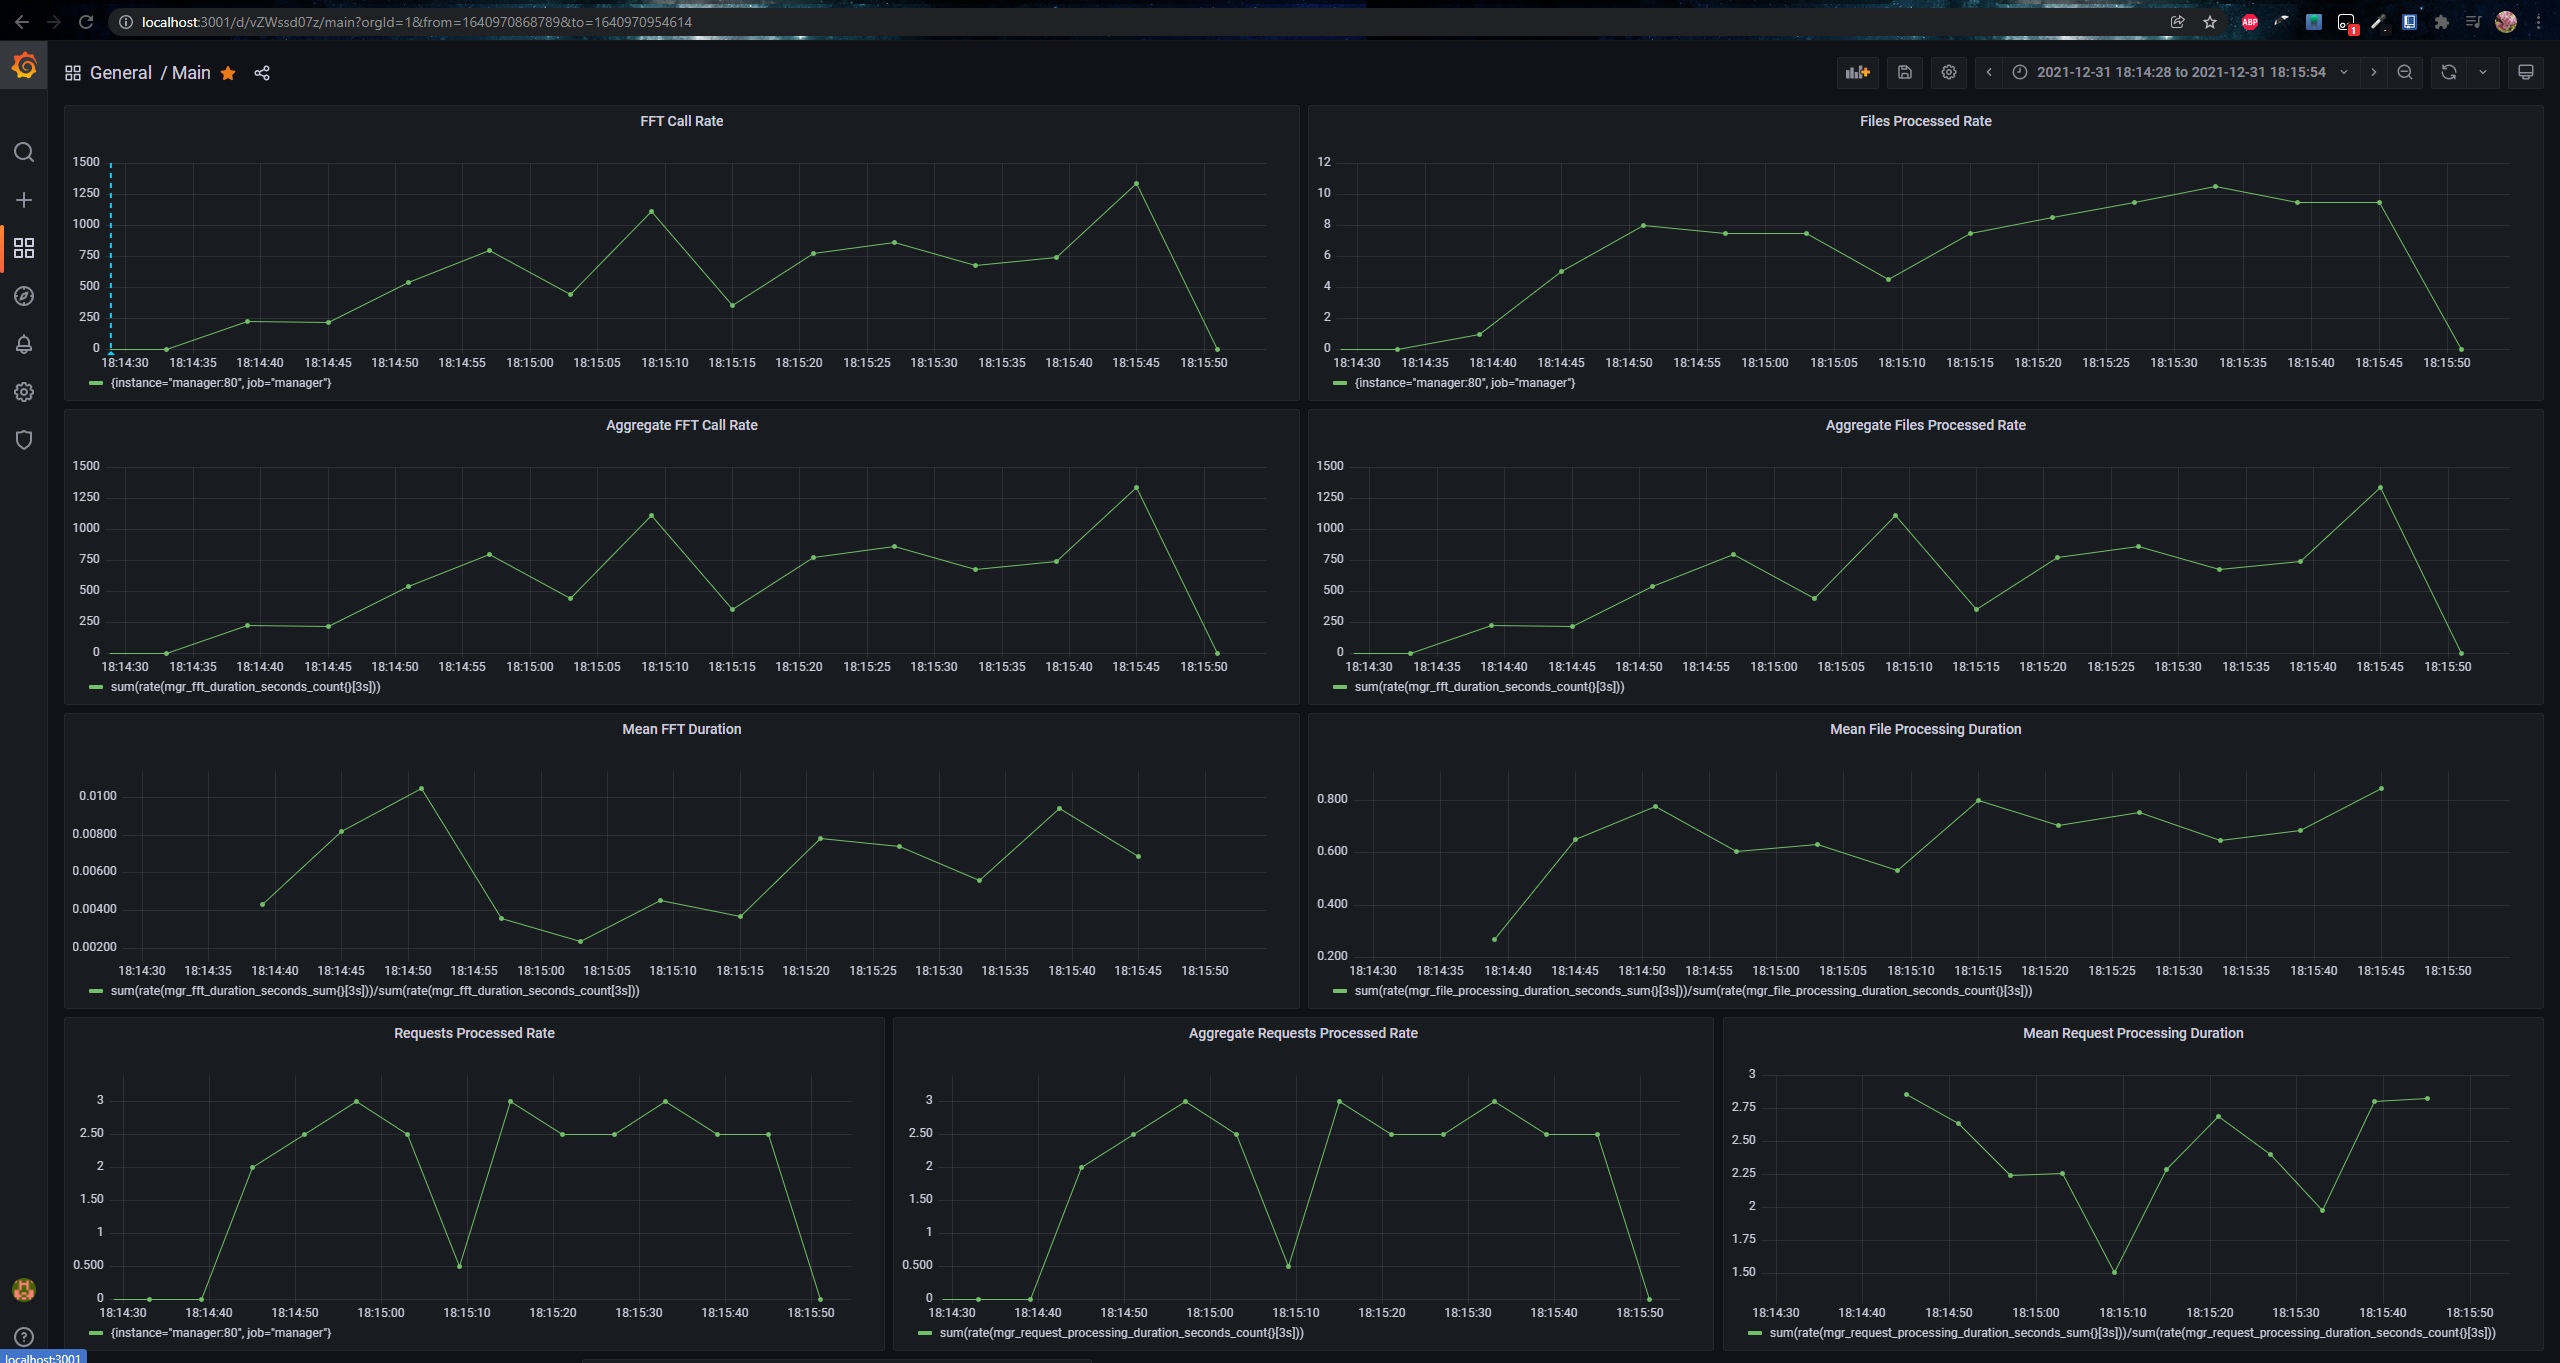 localhost:3001/d/vZWssd07z/main?orgId=1&from=1640970868789&to=1640970954614
ABP
1
General / Main
2021-12-31 18:14:28 to 2021-12-31 18:15:54
FFT Call Rate
1500
1250
1000
750
500
250
0
18:14:30 18:14:35 18:14:40 18:14:45 18:14:50 18:14:55 18:15:00 18:15:05 18:15:10 18:15:15 18:15:20 18:15:25 18:15:30 18:15:35 18:15:40 18:15:45 18:15:50
{instance="manager:80", job="manager"}
Files Processed Rate
12
10
8
6
4
2
0
18:14:30 18:14:35 18:14:40 18:14:45 18:14:50 18:14:55 18:15:00 18:15:05 18:15:10 18:15:15 18:15:20 18:15:25 18:15:30 18:15:35 18:15:40 18:15:45 18:15:50
{instance="manager:80", job="manager"}
Aggregate FFT Call Rate
1500
1250
1000
750
500
250
0
18:14:30 18:14:35 18:14:40 18:14:45 18:14:50 18:14:55 18:15:00 18:15:05 18:15:10 18:15:15 18:15:20 18:15:25 18:15:30 18:15:35 18:15:40 18:15:45 18:15:50
sum(rate(mgr_fft_duration_seconds_count{}[3s]))
Aggregate Files Processed Rate
1500
1250
1000
750
500
250
0
18:14:30 18:14:35 18:14:40 18:14:45 18:14:50 18:14:55 18:15:00 18:15:05 18:15:10 18:15:15 18:15:20 18:15:25 18:15:30 18:15:35 18:15:40 18:15:45 18:15:50
sum(rate(mgr_fft_duration_seconds_count{}[3s]))
Mean FFT Duration
0.0100
0.00800
0.00600
0.00400
0.00200
18:14:30 18:14:35 18:14:40 18:14:45 18:14:50 18:14:55 18:15:00 18:15:05 18:15:10 18:15:15 18:15:20 18:15:25 18:15:30 18:15:35 18:15:40 18:15:45 18:15:50
sum(rate(mgr_fft_duration_seconds_sum{}[3s]))/sum(rate(mgr_fft_duration_seconds_count[3s]))
Mean File Processing Duration
0.800
0.600
0.400
0.200
18:14:30 18:14:35 18:14:40 18:14:45 18:14:50 18:14:55 18:15:00 18:15:05 18:15:10 18:15:15 18:15:20 18:15:25 18:15:30 18:15:35 18:15:40 18:15:45 18:15:50
sum(rate(mgr_file_processing_duration_seconds_sum{}[3s]))/sum(rate(mgr_file_processing_duration_seconds_count{}[3s]))
Requests Processed Rate
3
2.50
2
1.50
1
0.500
0
18:14:30 18:14:40 18:14:50 18:15:00 18:15:10 18:15:20 18:15:30 18:15:40 18:15:50
{instance="manager:80", job="manager"}
Aggregate Requests Processed Rate
3
2.50
2
1.50
1
0.500
0
18:14:30 18:14:40 18:14:50 18:15:00 18:15:10 18:15:20 18:15:30 18:15:40 18:15:50
sum(rate(mgr_request_processing_duration_seconds_count{}[3s]))
Mean Request Processing Duration
3
2.75
2.50
2.25
2
1.75
1.50
18:14:30 18:14:40 18:14:50 18:15:00 18:15:10 18:15:20 18:15:30 18:15:40 18:15:50
sum(rate(mgr_request_processing_duration_seconds_sum{}[3s]))/sum(rate(mgr_request_processing_duration_seconds_count{}[3s]))
localhost:3001